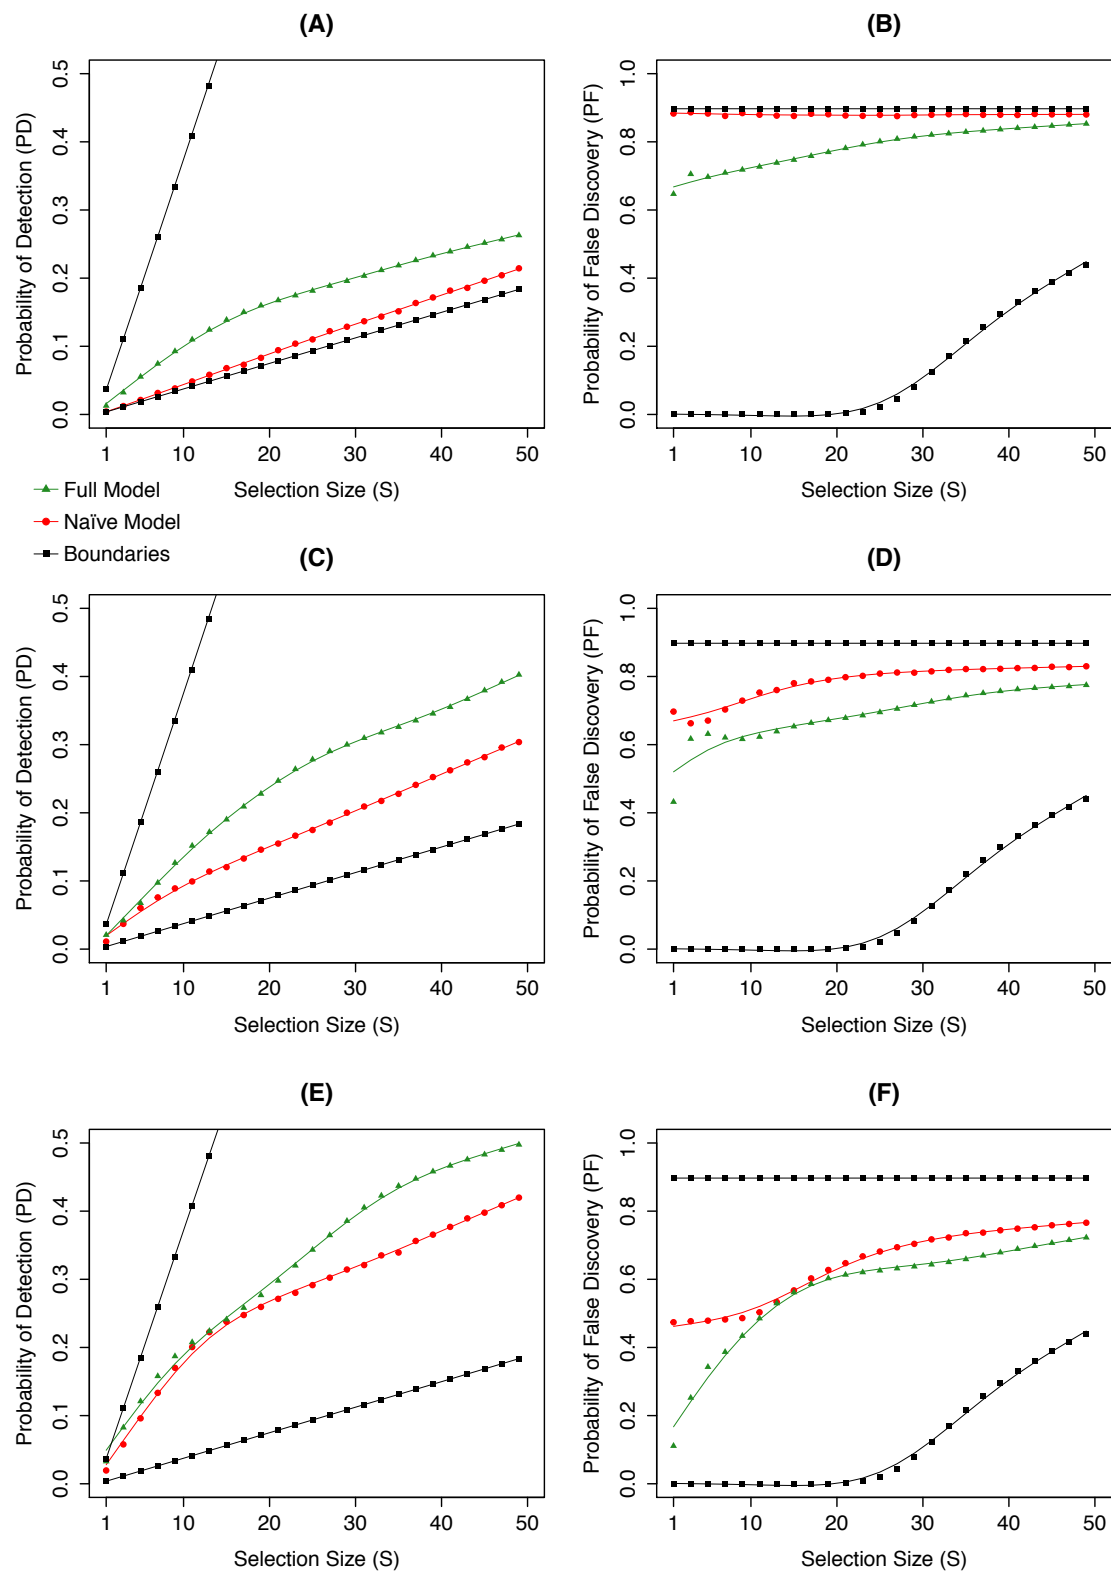 (A)
Probability of Detection (PD)
0.5
0.4
0.3
0.2
0.1
0.0
1 10 20 30 40 50
Selection Size (S)
(B)
Probability of False Discovery (PF)
1.0
0.8
0.6
0.4
0.2
0.0
1 10 20 30 40 50
Selection Size (S)
Full Model
Naïve Model
Boundaries
(C)
Probability of Detection (PD)
0.5
0.4
0.3
0.2
0.1
0.0
1 10 20 30 40 50
Selection Size (S)
(D)
Probability of False Discovery (PF)
1.0
0.8
0.6
0.4
0.2
0.0
1 10 20 30 40 50
Selection Size (S)
(E)
Probability of Detection (PD)
0.5
0.4
0.3
0.2
0.1
0.0
1 10 20 30 40 50
Selection Size (S)
(F)
Probability of False Discovery (PF)
1.0
0.8
0.6
0.4
0.2
0.0
1 10 20 30 40 50
Selection Size (S)